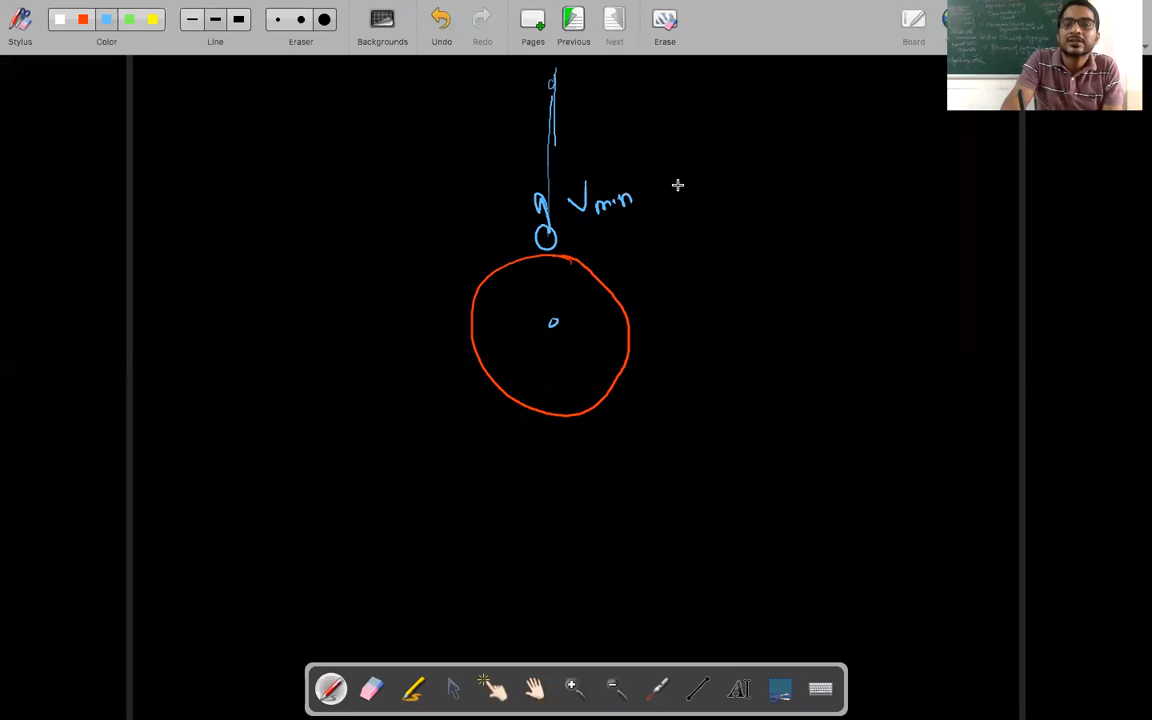 Stylus
Color
Line
Eraser
Backgrounds
Undo
Redo
Pages
Previous
Next
Erase
Board
Vmin